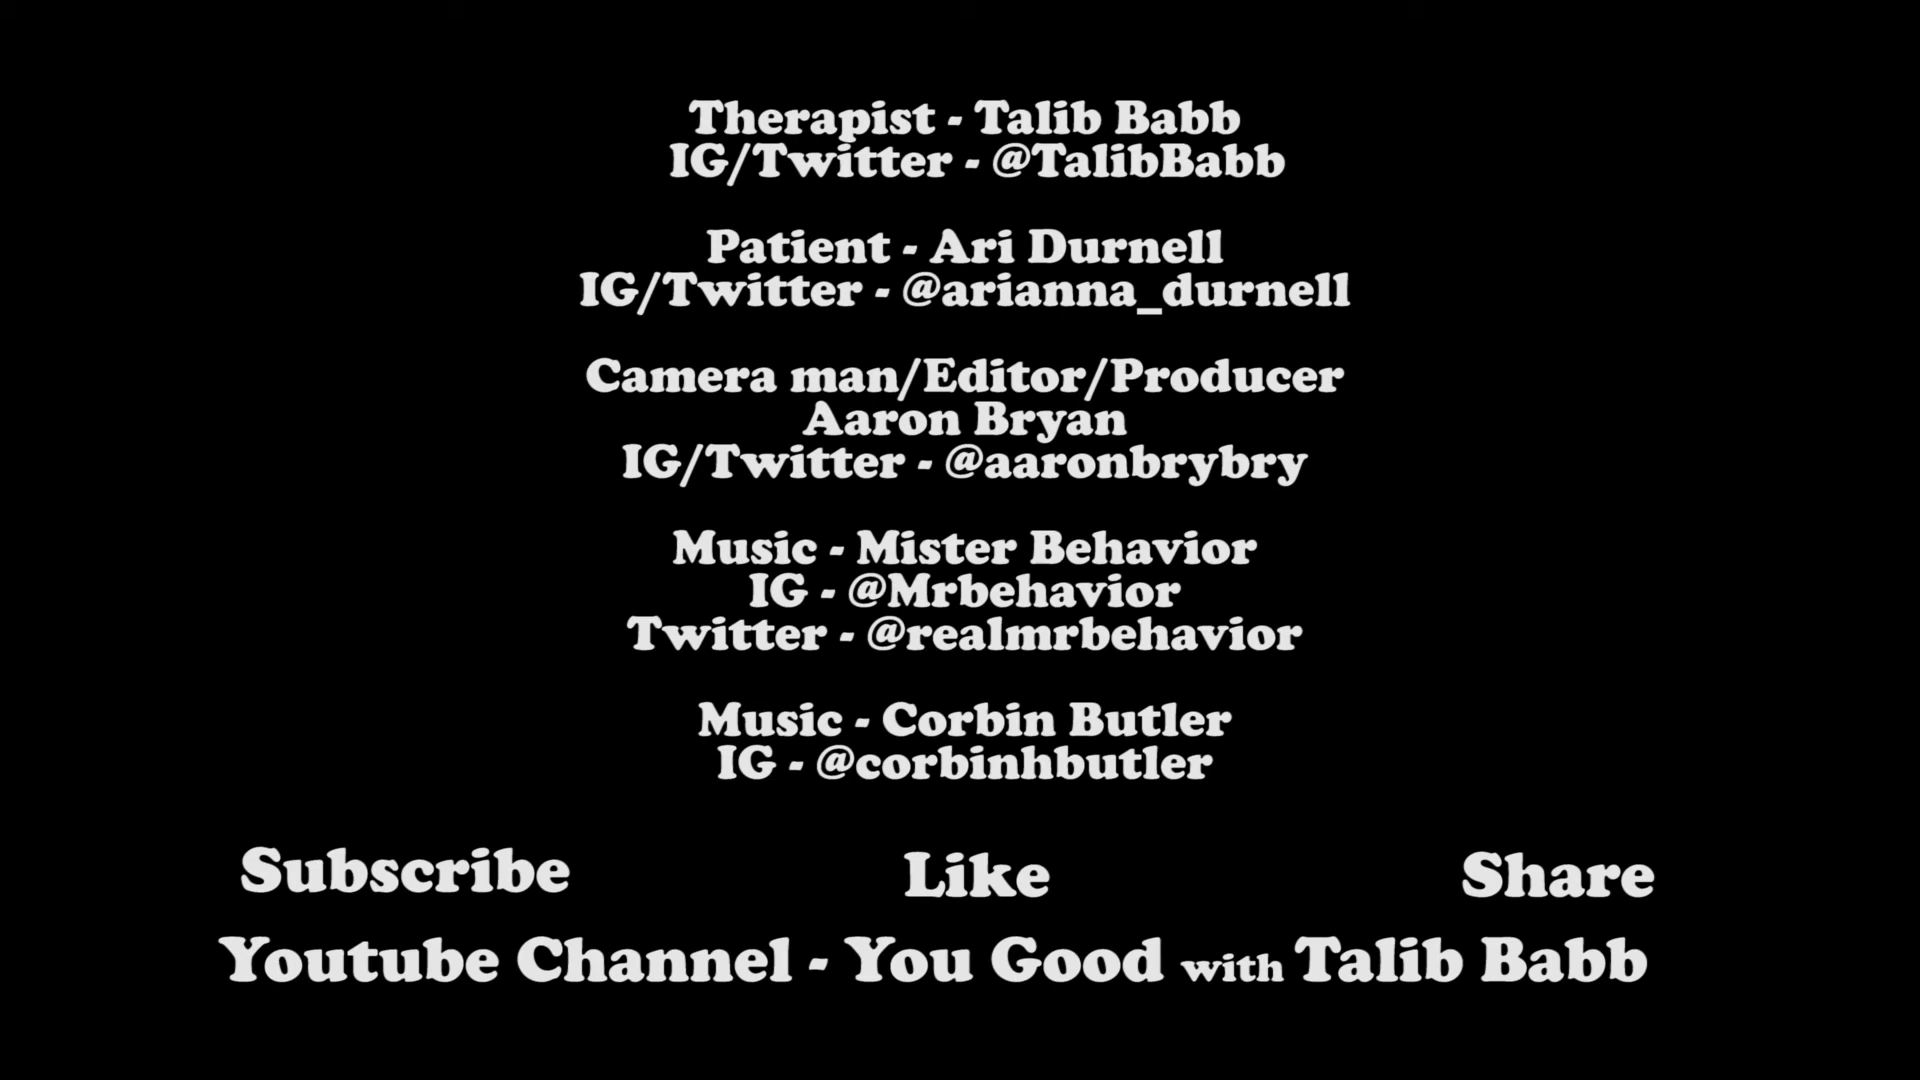 Therapist - Talib Babb
IG/Twitter - @TalibBabb
Patient - Ari Durnell
IG/Twitter - @arianna_durnell
Camera man/Editor/Producer
Aaron Bryan
IG/Twitter - @aaronbrybry
Music - Mister Behavior
IG - @Mrbehavior
Twitter - @realmrbehavior
Music - Corbin Butler
IG - @corbinhbutler
Subscribe Like Share
Youtube Channel - You Good with Talib Babb